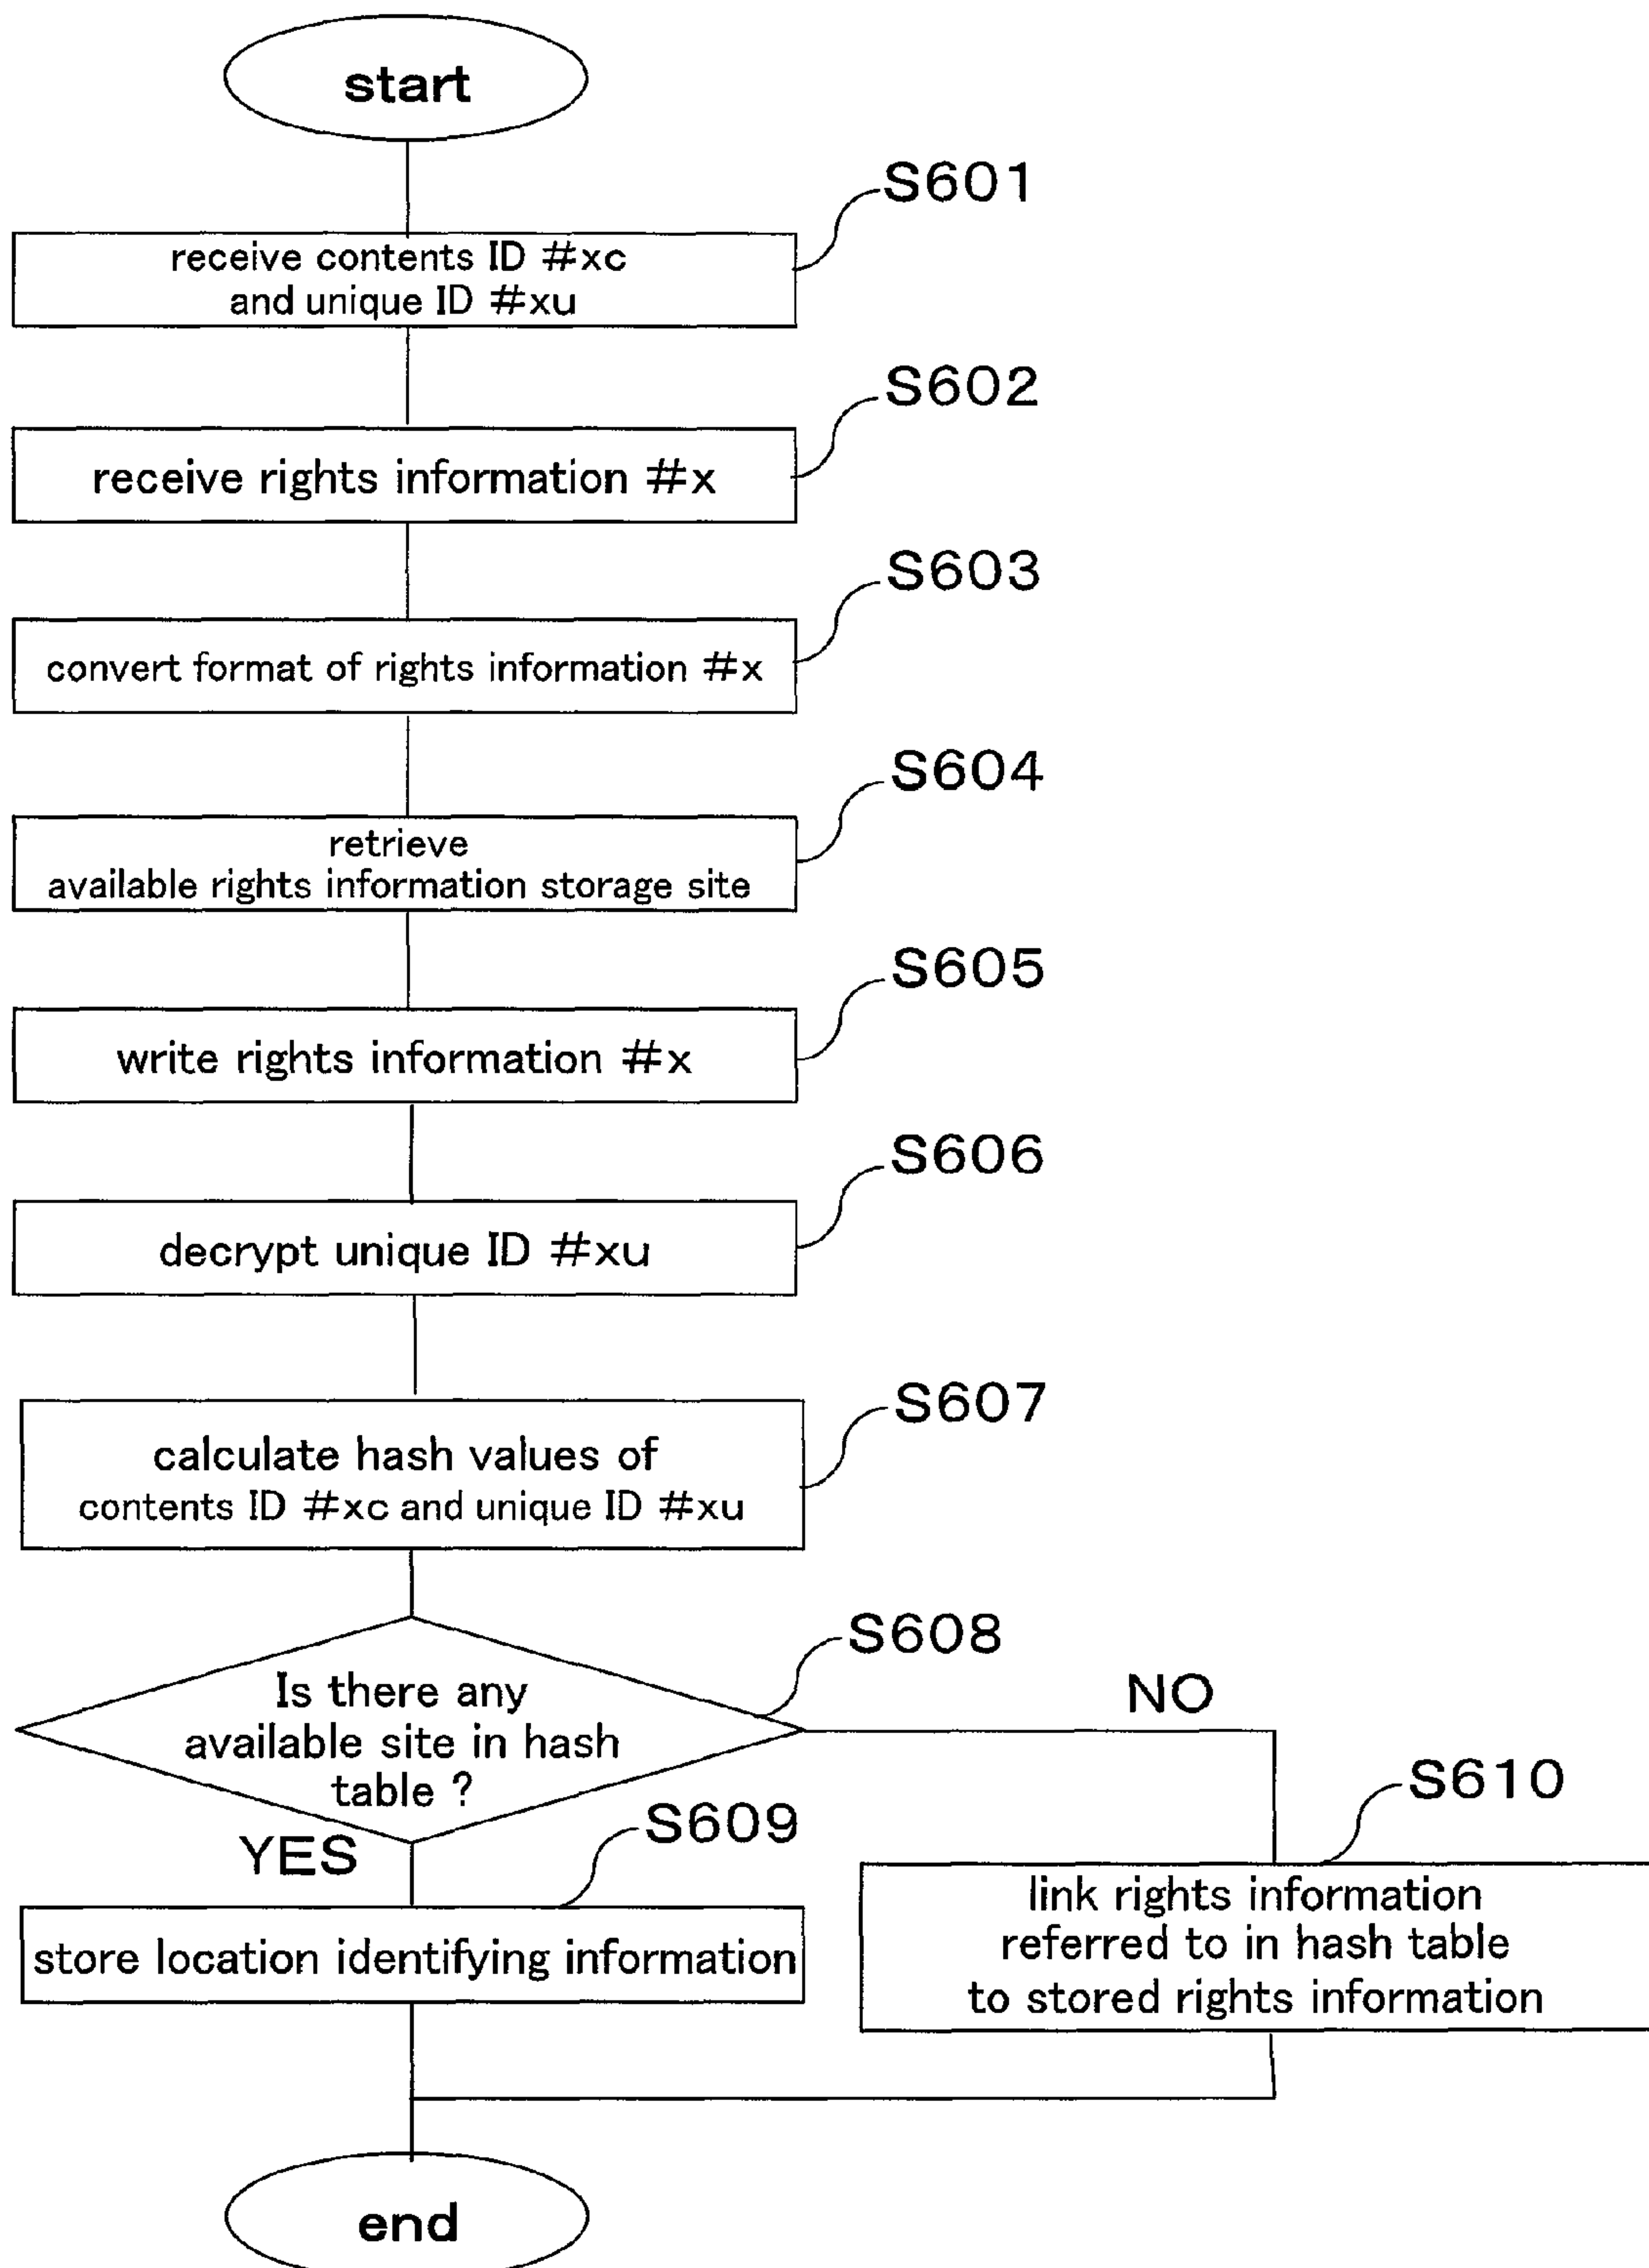 start
S601
receive contents ID #xc
and unique ID #xu
S602
receive rights information #x
S603
convert format of rights information #x
S604
retrieve
available rights information storage site
S605
write rights information #x
S606
decrypt unique ID #xu
S607
calculate hash values of
contents ID #xc and unique ID #xu
S608
Is there any
available site in hash
table ?
NO
YES
S609
store location identifying information
S610
link rights information
referred to in hash table
to stored rights information
end